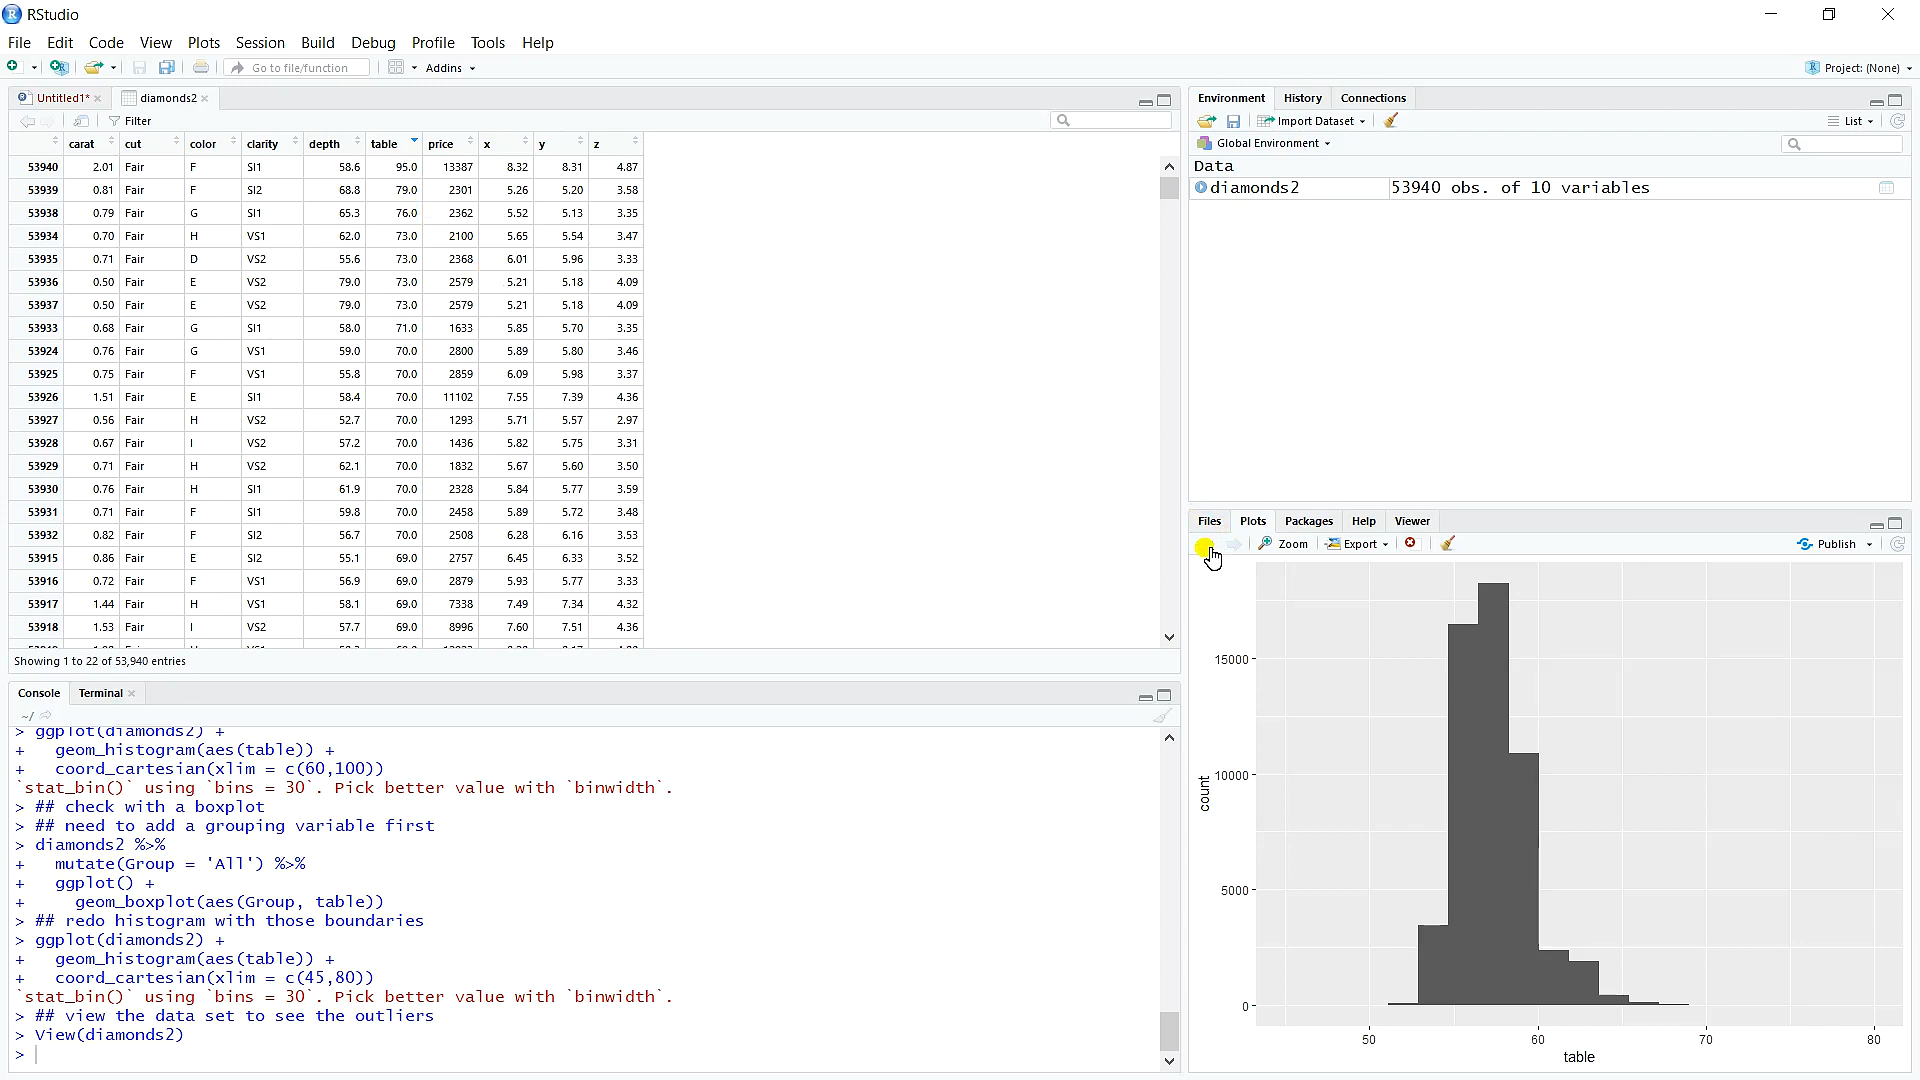 RStudio
File Edit Code View Plots Session Build Debug Profile Tools Help
Go to file/function Addins Project: (None)
Untitled1* diamonds2
Filter
carat cut color clarity depth table price x y z
53940 2.01 Fair F SI1 58.6 95.0 13387 8.32 8.31 4.87
53939 0.81 Fair F SI2 68.8 79.0 2301 5.26 5.20 3.58
53938 0.79 Fair G SI1 65.3 76.0 2362 5.52 5.13 3.35
53934 0.70 Fair H VS1 62.0 73.0 2100 5.65 5.54 3.47
53935 0.71 Fair D VS2 55.6 73.0 2368 6.01 5.96 3.33
53936 0.50 Fair E VS2 79.0 73.0 2579 5.21 5.18 4.09
53937 0.50 Fair E VS2 79.0 73.0 2579 5.21 5.18 4.09
53933 0.68 Fair G SI1 58.0 71.0 1633 5.85 5.70 3.35
53924 0.76 Fair G VS1 59.0 70.0 2800 5.89 5.80 3.46
53925 0.75 Fair F VS1 55.8 70.0 2859 6.09 5.98 3.37
53926 1.51 Fair E SI1 58.4 70.0 11102 7.55 7.39 4.36
53927 0.56 Fair H VS2 52.7 70.0 1293 5.71 5.57 2.97
53928 0.67 Fair I VS2 57.2 70.0 1436 5.82 5.75 3.31
53929 0.71 Fair H VS2 62.1 70.0 1832 5.67 5.60 3.50
53930 0.76 Fair H SI1 61.9 70.0 2328 5.84 5.77 3.59
53931 0.71 Fair F SI1 59.8 70.0 2458 5.89 5.72 3.48
53932 0.82 Fair F SI2 56.7 70.0 2508 6.28 6.16 3.53
53915 0.86 Fair E SI2 55.1 69.0 2757 6.45 6.33 3.52
53916 0.72 Fair F VS1 56.9 69.0 2879 5.93 5.77 3.33
53917 1.44 Fair H VS1 58.1 69.0 7338 7.49 7.34 4.32
53918 1.53 Fair I VS2 57.7 69.0 8996 7.60 7.51 4.36
Showing 1 to 22 of 53,940 entries
Console Terminal
~/
> ggplot(diamonds2) +
+   geom_histogram(aes(table)) +
+   coord_cartesian(xlim = c(60,100))
`stat_bin()` using `bins = 30`. Pick better value with `binwidth`.
> ## check with a boxplot
> ## need to add a grouping variable first
> diamonds2 %>%
+   mutate(Group = 'All') %>%
+   ggplot() +
+     geom_boxplot(aes(Group, table))
> ## redo histogram with those boundaries
> ggplot(diamonds2) +
+   geom_histogram(aes(table)) +
+   coord_cartesian(xlim = c(45,80))
`stat_bin()` using `bins = 30`. Pick better value with `binwidth`.
> ## view the data set to see the outliers
> View(diamonds2)
>
Environment History Connections
Import Dataset List
Global Environment
Data
diamonds2 53940 obs. of 10 variables
Files Plots Packages Help Viewer
Zoom Export Publish
15000
10000
5000
0
count
50 60 70 80
table